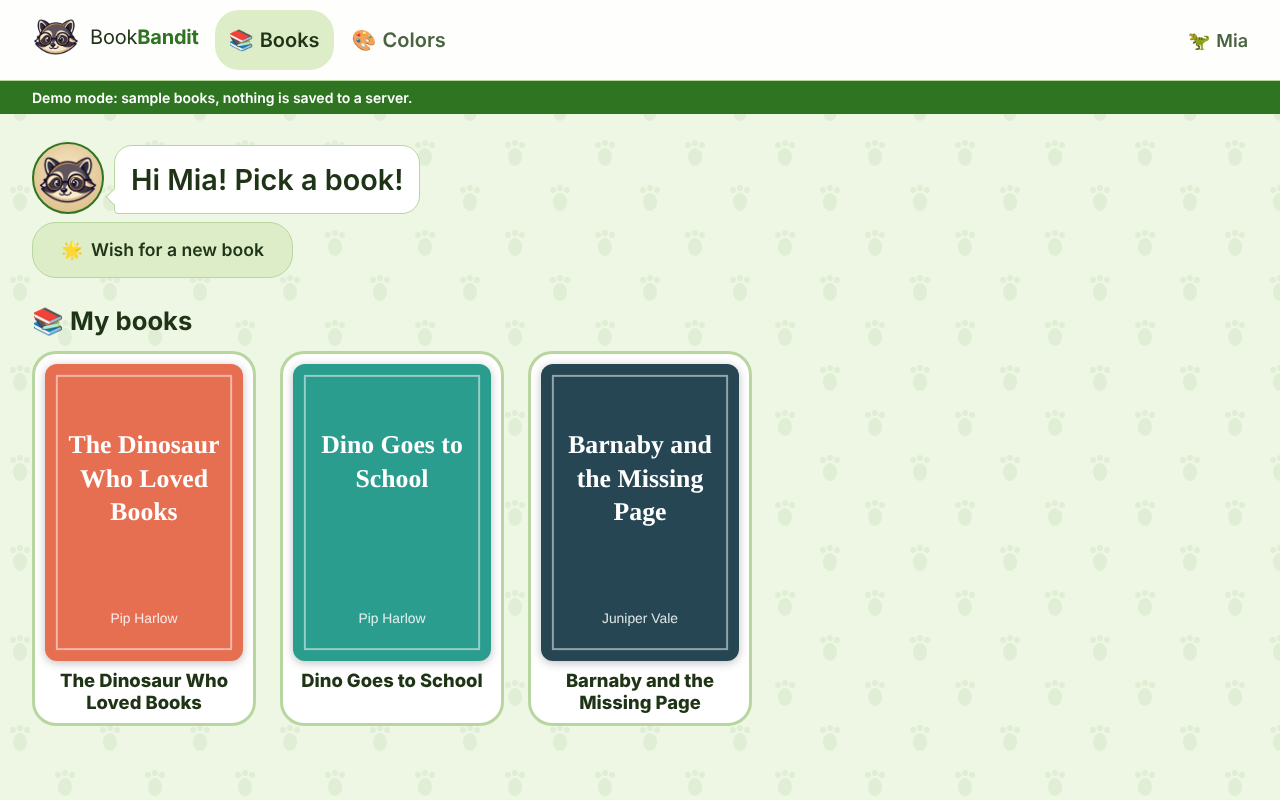 BookBandit
📚 Books
🎨 Colors
🦖 Mia
Demo mode: sample books, nothing is saved to a server.
Hi Mia! Pick a book!
🌟 Wish for a new book
📚 My books
The Dinosaur
Who Loved
Books
Pip Harlow
The Dinosaur Who
Loved Books
Dino Goes to
School
Pip Harlow
Dino Goes to School
Barnaby and
the Missing
Page
Juniper Vale
Barnaby and the
Missing Page